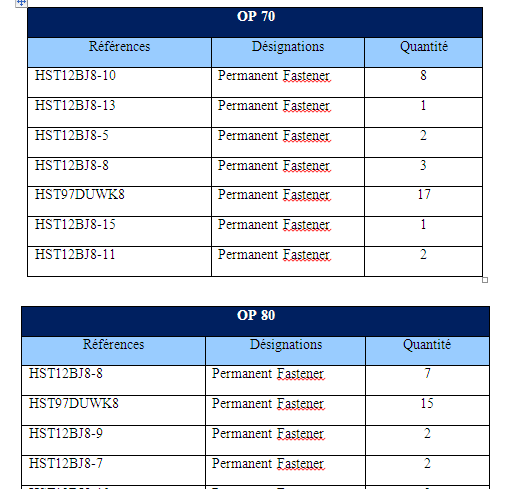 OP 70
Références Désignations Quantité
HST12BJ8-10 Permanent Fastener 8
HST12BJ8-13 Permanent Fastener 1
HST12BJ8-5 Permanent Fastener 2
HST12BJ8-8 Permanent Fastener 3
HST97DUWK8 Permanent Fastener 17
HST12BJ8-15 Permanent Fastener 1
HST12BJ8-11 Permanent Fastener 2
OP 80
Références Désignations Quantité
HST12BJ8-8 Permanent Fastener 7
HST97DUWK8 Permanent Fastener 15
HST12BJ8-9 Permanent Fastener 2
HST12BJ8-7 Permanent Fastener 2